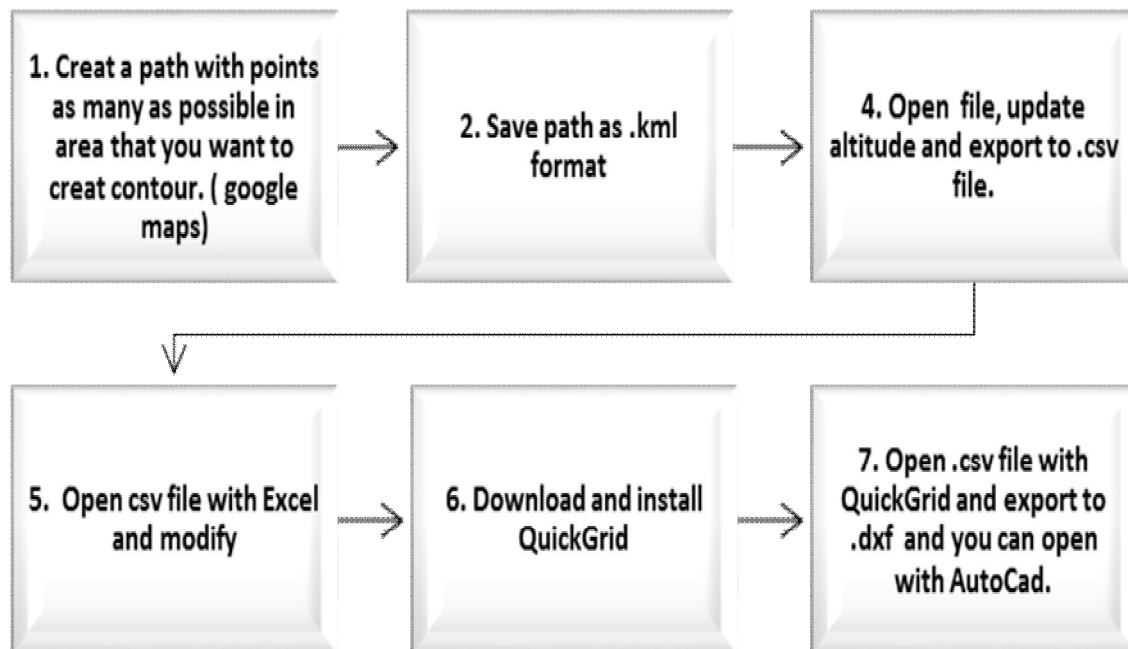 1. Creat a path with points
as many as possible in
area that you want to
creat contour. ( google
maps)
2. Save path as .kml
format
4. Open file, update
altitude and export to .csv
file.
5. Open csv file with Excel
and modify
6. Download and install
QuickGrid
7. Open .csv file with
QuickGrid and export to
.dxf and you can open
with AutoCad.